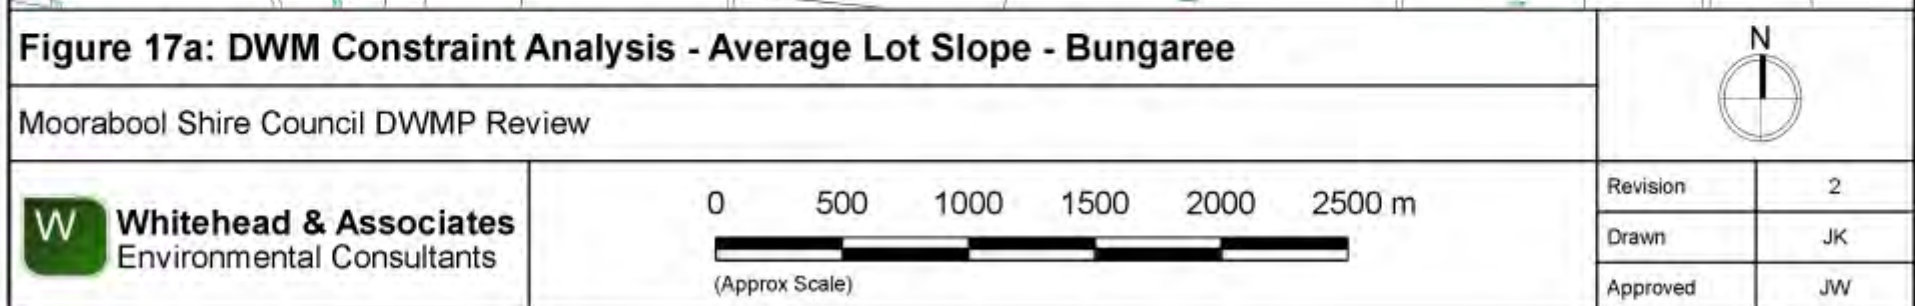 Figure 17a: DWM Constraint Analysis - Average Lot Slope - Bungaree
N
Moorabool Shire Council DWMP Review
W
Whitehead & Associates
Environmental Consultants
0 500 1000 1500 2000 2500 m
(Approx Scale)
Revision 2
Drawn JK
Approved JW